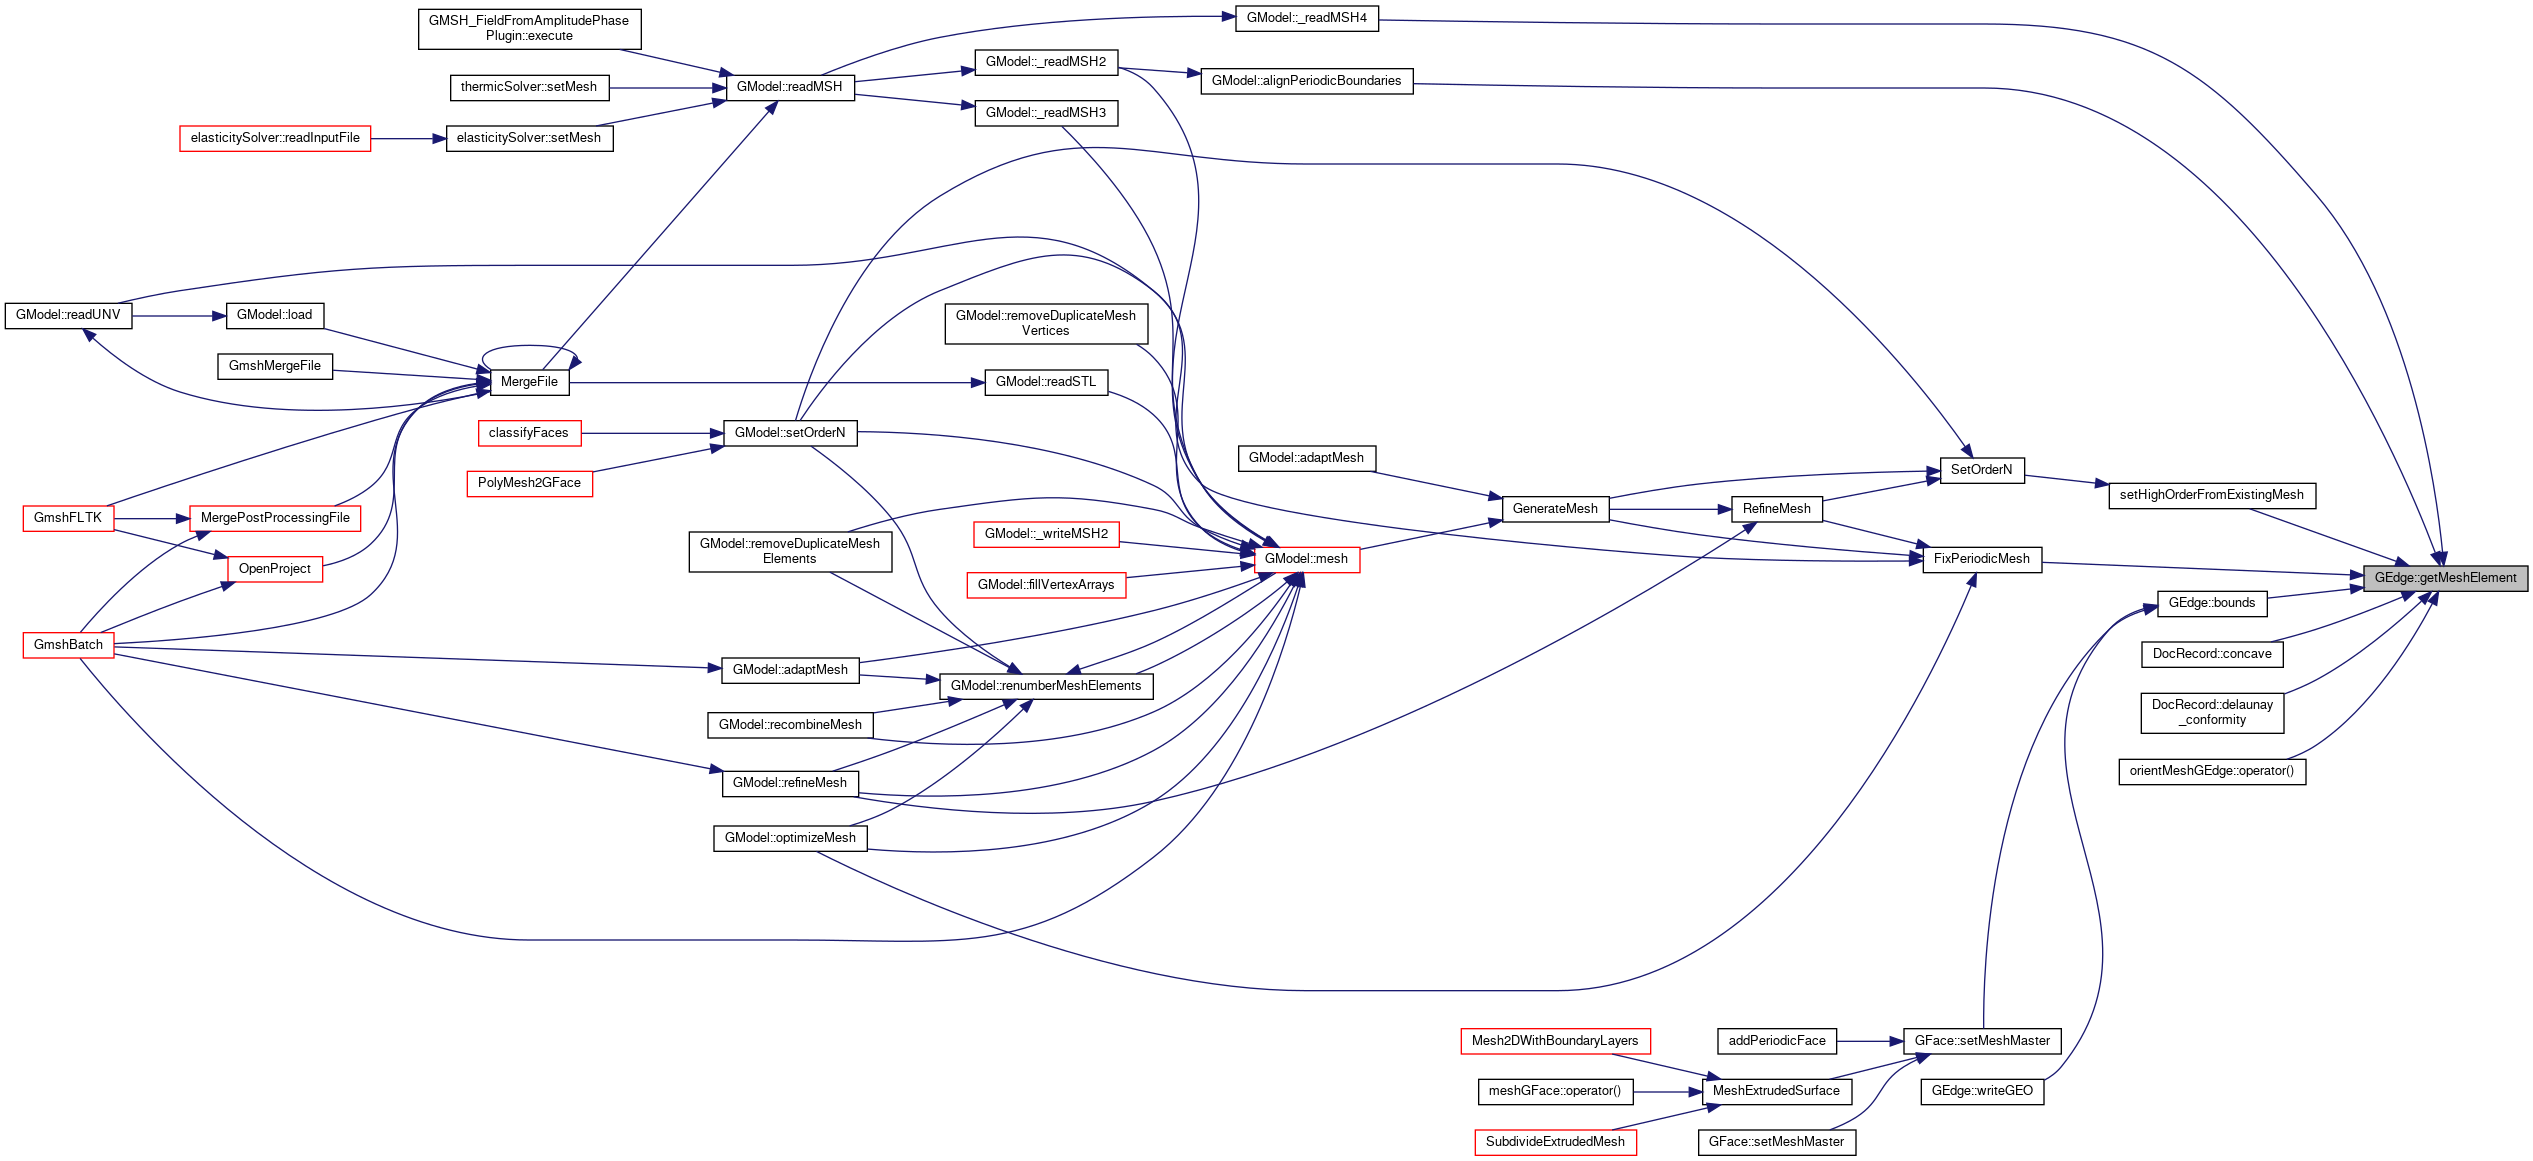 GMSH_FieldFromAmplitudePhase
Plugin::execute
GModel::_readMSH4
GModel::_readMSH2
GModel::alignPeriodicBoundaries
thermicSolver::setMesh
GModel::readMSH
GModel::_readMSH3
elasticitySolver::readInputFile
elasticitySolver::setMesh
GModel::readUNV
GModel::load
GModel::removeDuplicateMesh
Vertices
GmshMergeFile
MergeFile
GModel::readSTL
classifyFaces
GModel::setOrderN
GModel::adaptMesh
SetOrderN
PolyMesh2GFace
setHighOrderFromExistingMesh
GmshFLTK
MergePostProcessingFile
GenerateMesh
RefineMesh
GModel::_writeMSH2
GModel::removeDuplicateMesh
Elements
OpenProject
GModel::mesh
FixPeriodicMesh
GModel::fillVertexArrays
GEdge::getMeshElement
GEdge::bounds
GmshBatch
DocRecord::concave
GModel::adaptMesh
GModel::renumberMeshElements
DocRecord::delaunay
_conformity
GModel::recombineMesh
orientMeshGEdge::operator()
GModel::refineMesh
GModel::optimizeMesh
Mesh2DWithBoundaryLayers
addPeriodicFace
GFace::setMeshMaster
meshGFace::operator()
MeshExtrudedSurface
GEdge::writeGEO
SubdivideExtrudedMesh
GFace::setMeshMaster